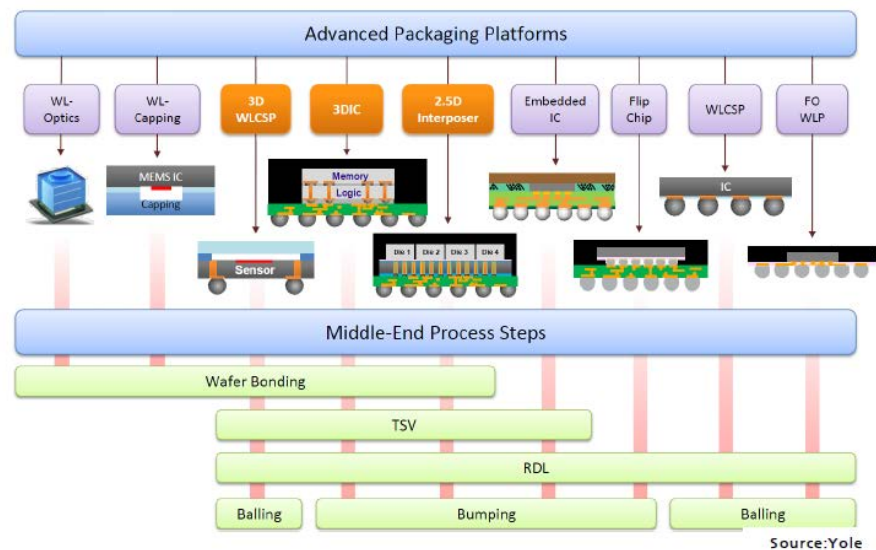 Advanced Packaging Platforms
WL-
Optics
WL-
Capping
3D
WLCSP
3DIC
2.5D
Interposer
Embedded
IC
Flip
Chip
WLCSP
FO
WLP
MEMS IC
Capping
Memory
Logic
IC
Sensor
Die 1
Die 2
Die 3
Die 4
Middle-End Process Steps
Wafer Bonding
TSV
RDL
Balling
Bumping
Balling
Source:Yole